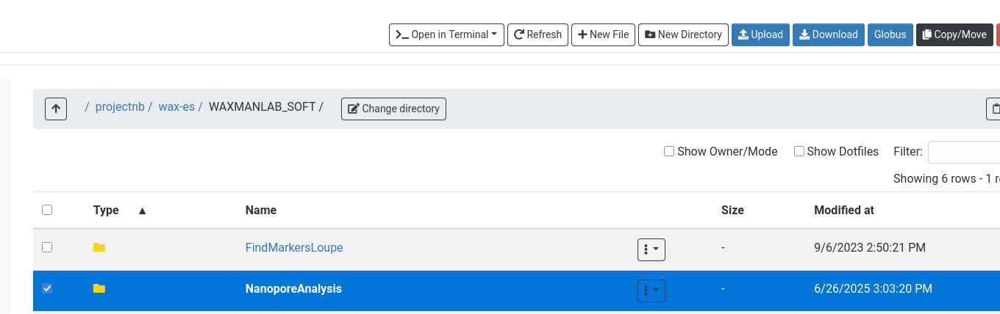 Open in Terminal Refresh New File New Directory Upload Download Globus Copy/Move
/ projectnb / wax-es / WAXMANLAB_SOFT / Change directory
Show Owner/Mode Show Dotfiles Filter:
Showing 6 rows - 1
Type ▲ Name Size Modified at
FindMarkersLoupe - 9/6/2023 2:50:21 PM
NanoporeAnalysis - 6/26/2025 3:03:20 PM